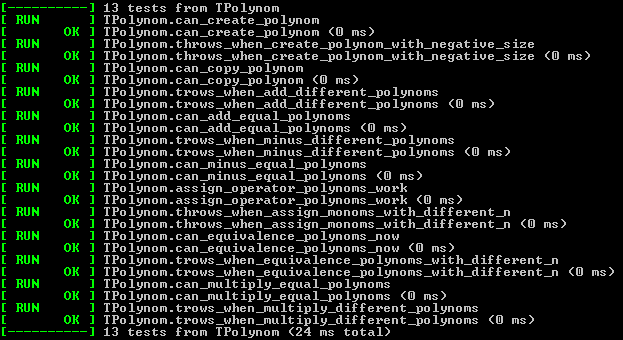 [----------] 13 tests from TPolynom
[ RUN      ] TPolynom.can_create_polynom
[       OK ] TPolynom.can_create_polynom (0 ms)
[ RUN      ] TPolynom.throws_when_create_polynom_with_negative_size
[       OK ] TPolynom.throws_when_create_polynom_with_negative_size (0 ms)
[ RUN      ] TPolynom.can_copy_polynom
[       OK ] TPolynom.can_copy_polynom (0 ms)
[ RUN      ] TPolynom.trows_when_add_different_polynoms
[       OK ] TPolynom.trows_when_add_different_polynoms (0 ms)
[ RUN      ] TPolynom.can_add_equal_polynoms
[       OK ] TPolynom.can_add_equal_polynoms (0 ms)
[ RUN      ] TPolynom.trows_when_minus_different_polynoms
[       OK ] TPolynom.trows_when_minus_different_polynoms (0 ms)
[ RUN      ] TPolynom.can_minus_equal_polynoms
[       OK ] TPolynom.can_minus_equal_polynoms (0 ms)
[ RUN      ] TPolynom.assign_operator_polynoms_work
[       OK ] TPolynom.assign_operator_polynoms_work (0 ms)
[ RUN      ] TPolynom.throws_when_assign_monoms_with_different_n
[       OK ] TPolynom.throws_when_assign_monoms_with_different_n (0 ms)
[ RUN      ] TPolynom.can_equivalence_polynoms_now
[       OK ] TPolynom.can_equivalence_polynoms_now (0 ms)
[ RUN      ] TPolynom.trows_when_equivalence_polynoms_with_different_n
[       OK ] TPolynom.trows_when_equivalence_polynoms_with_different_n (0 ms)
[ RUN      ] TPolynom.can_multiply_equal_polynoms
[       OK ] TPolynom.can_multiply_equal_polynoms (0 ms)
[ RUN      ] TPolynom.trows_when_multiply_different_polynoms
[       OK ] TPolynom.trows_when_multiply_different_polynoms (0 ms)
[----------] 13 tests from TPolynom (24 ms total)